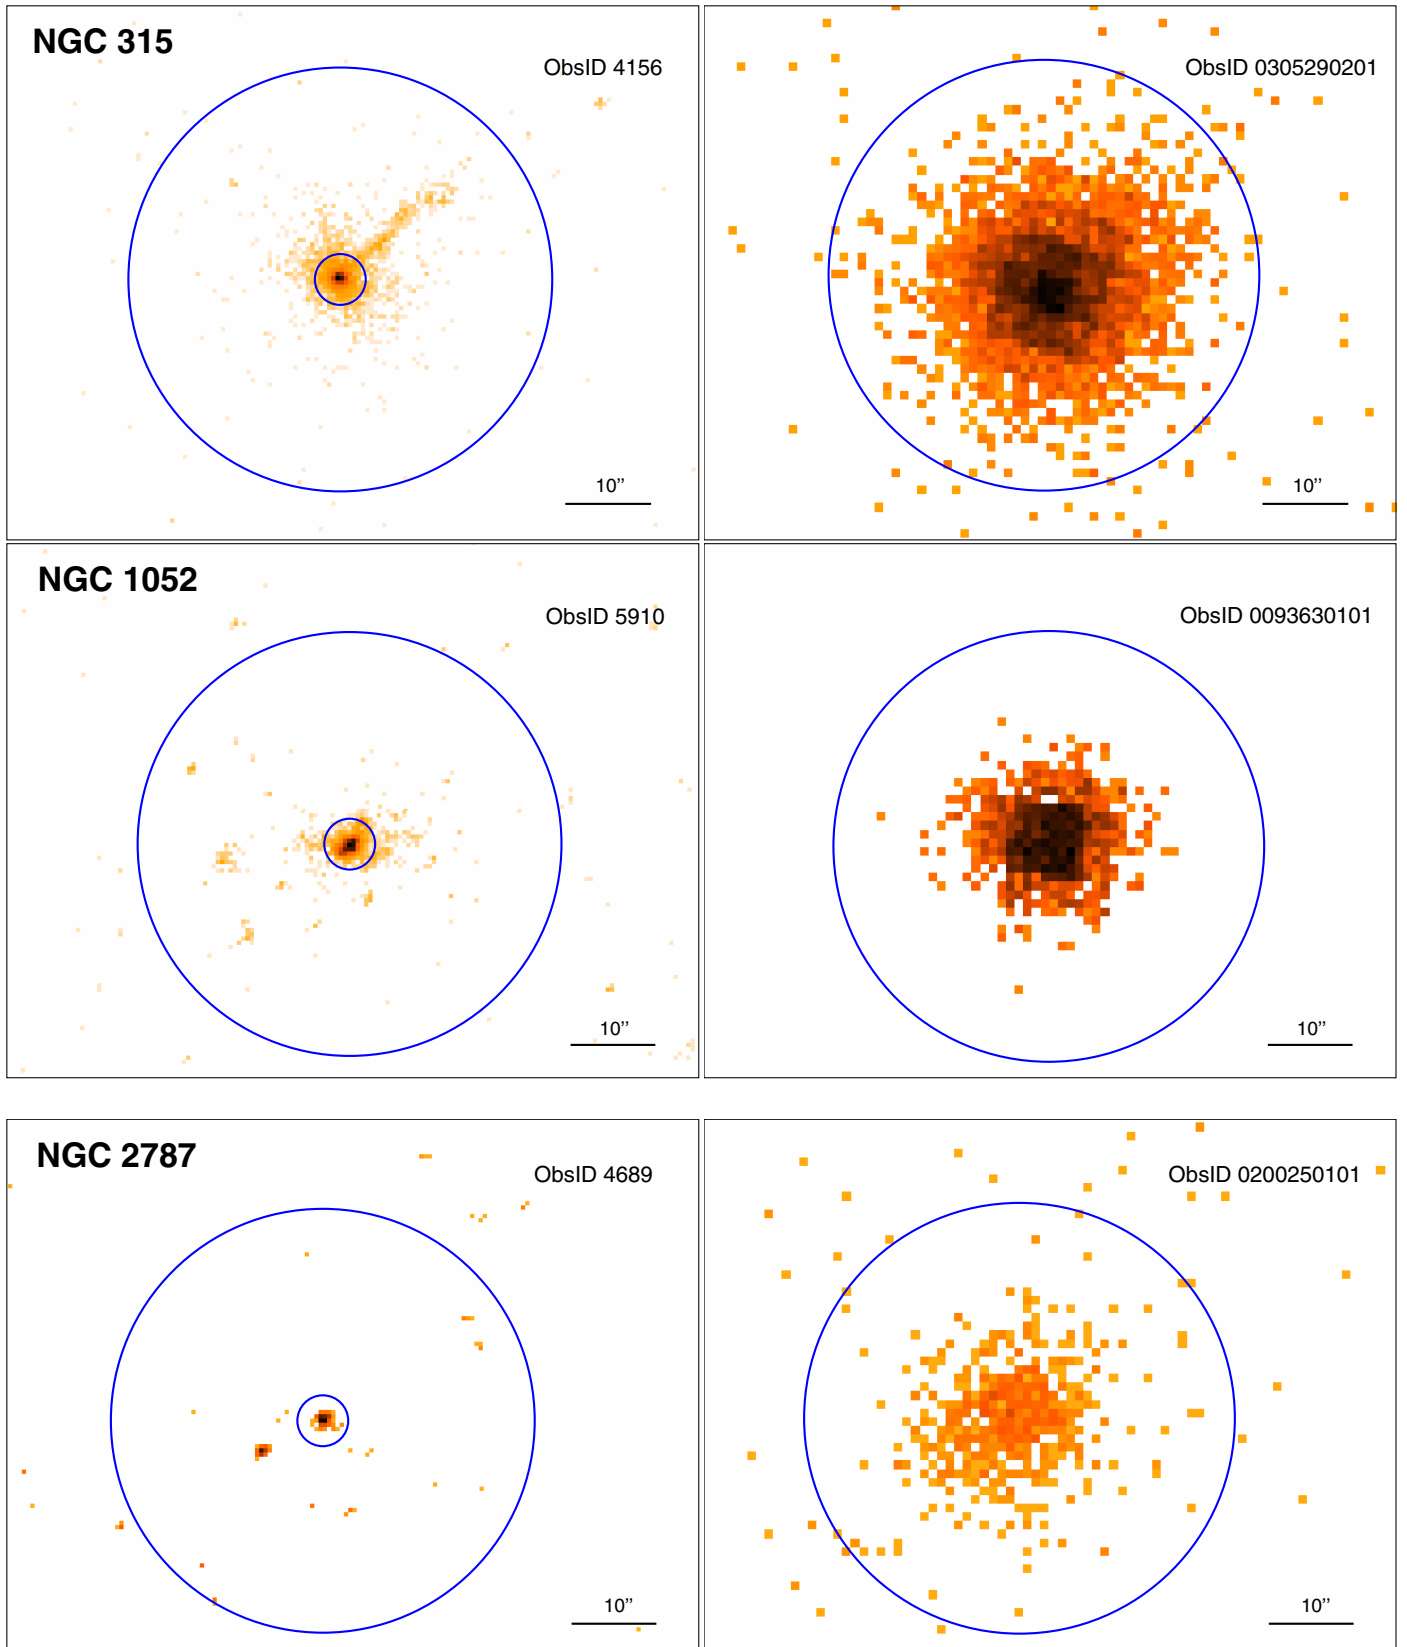 NGC 315
ObsID 4156
10’’
ObsID 0305290201
10’’
NGC 1052
ObsID 5910
10’’
ObsID 0093630101
10’’
NGC 2787
ObsID 4689
10’’
ObsID 0200250101
10’’